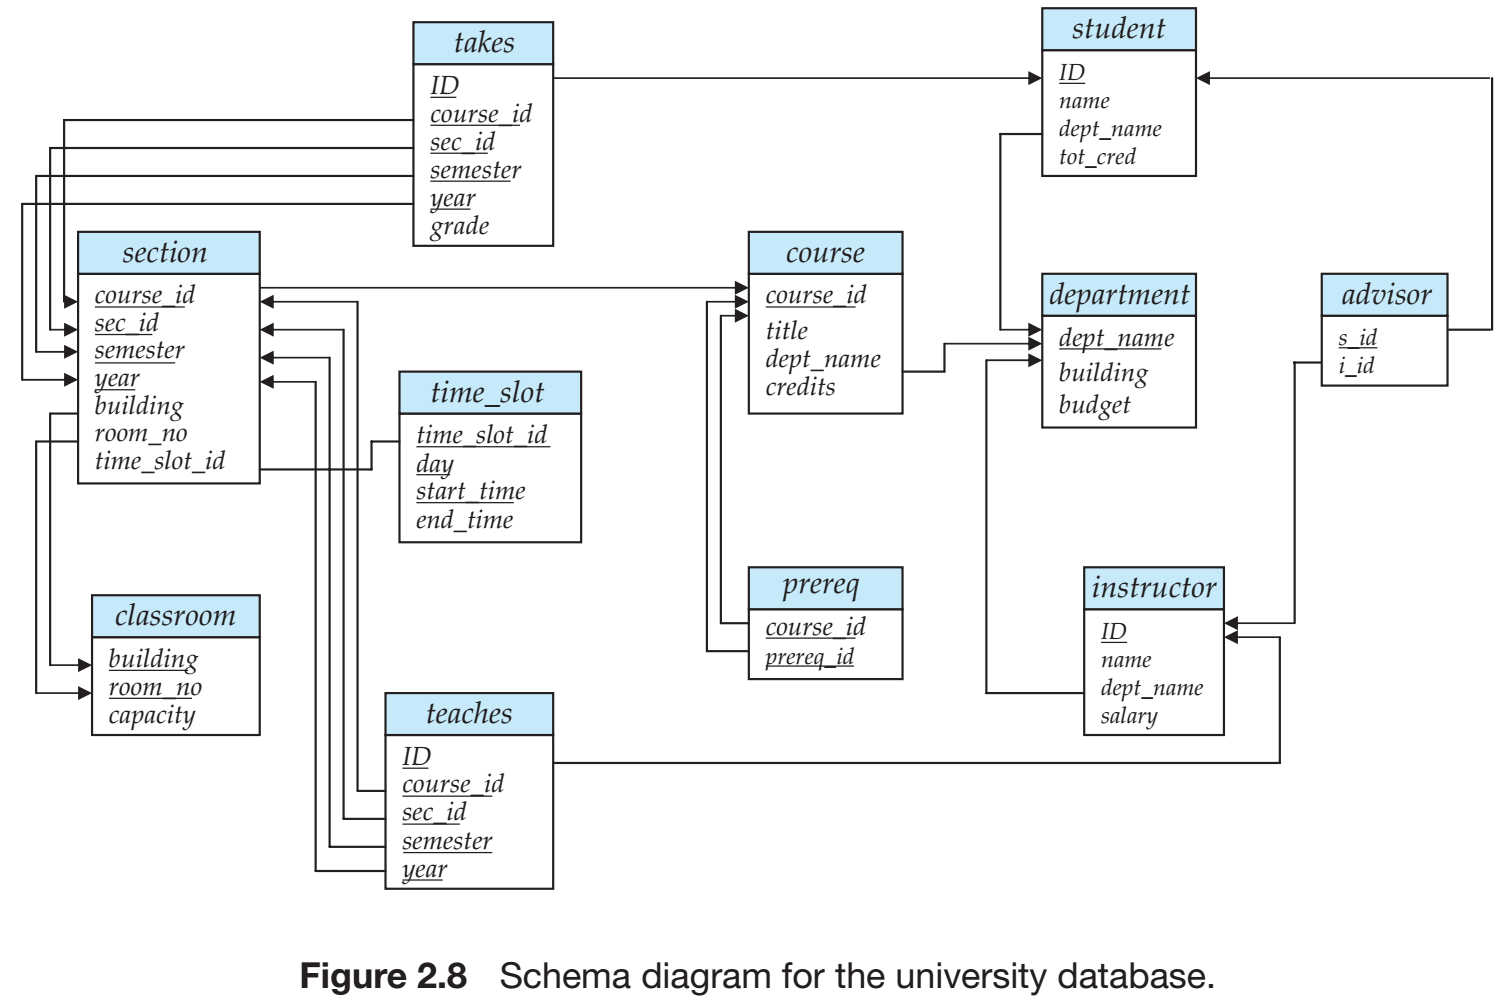 takes
ID
course_id
sec_id
semester
year
grade
student
ID
name
dept_name
tot_cred
section
course_id
sec_id
semester
year
building
room_no
time_slot_id
course
course_id
title
dept_name
credits
department
dept_name
building
budget
advisor
s_id
i_id
time_slot
time_slot_id
day
start_time
end_time
classroom
building
room_no
capacity
prereq
course_id
prereq_id
instructor
ID
name
dept_name
salary
teaches
ID
course_id
sec_id
semester
year
Figure 2.8 Schema diagram for the university database.